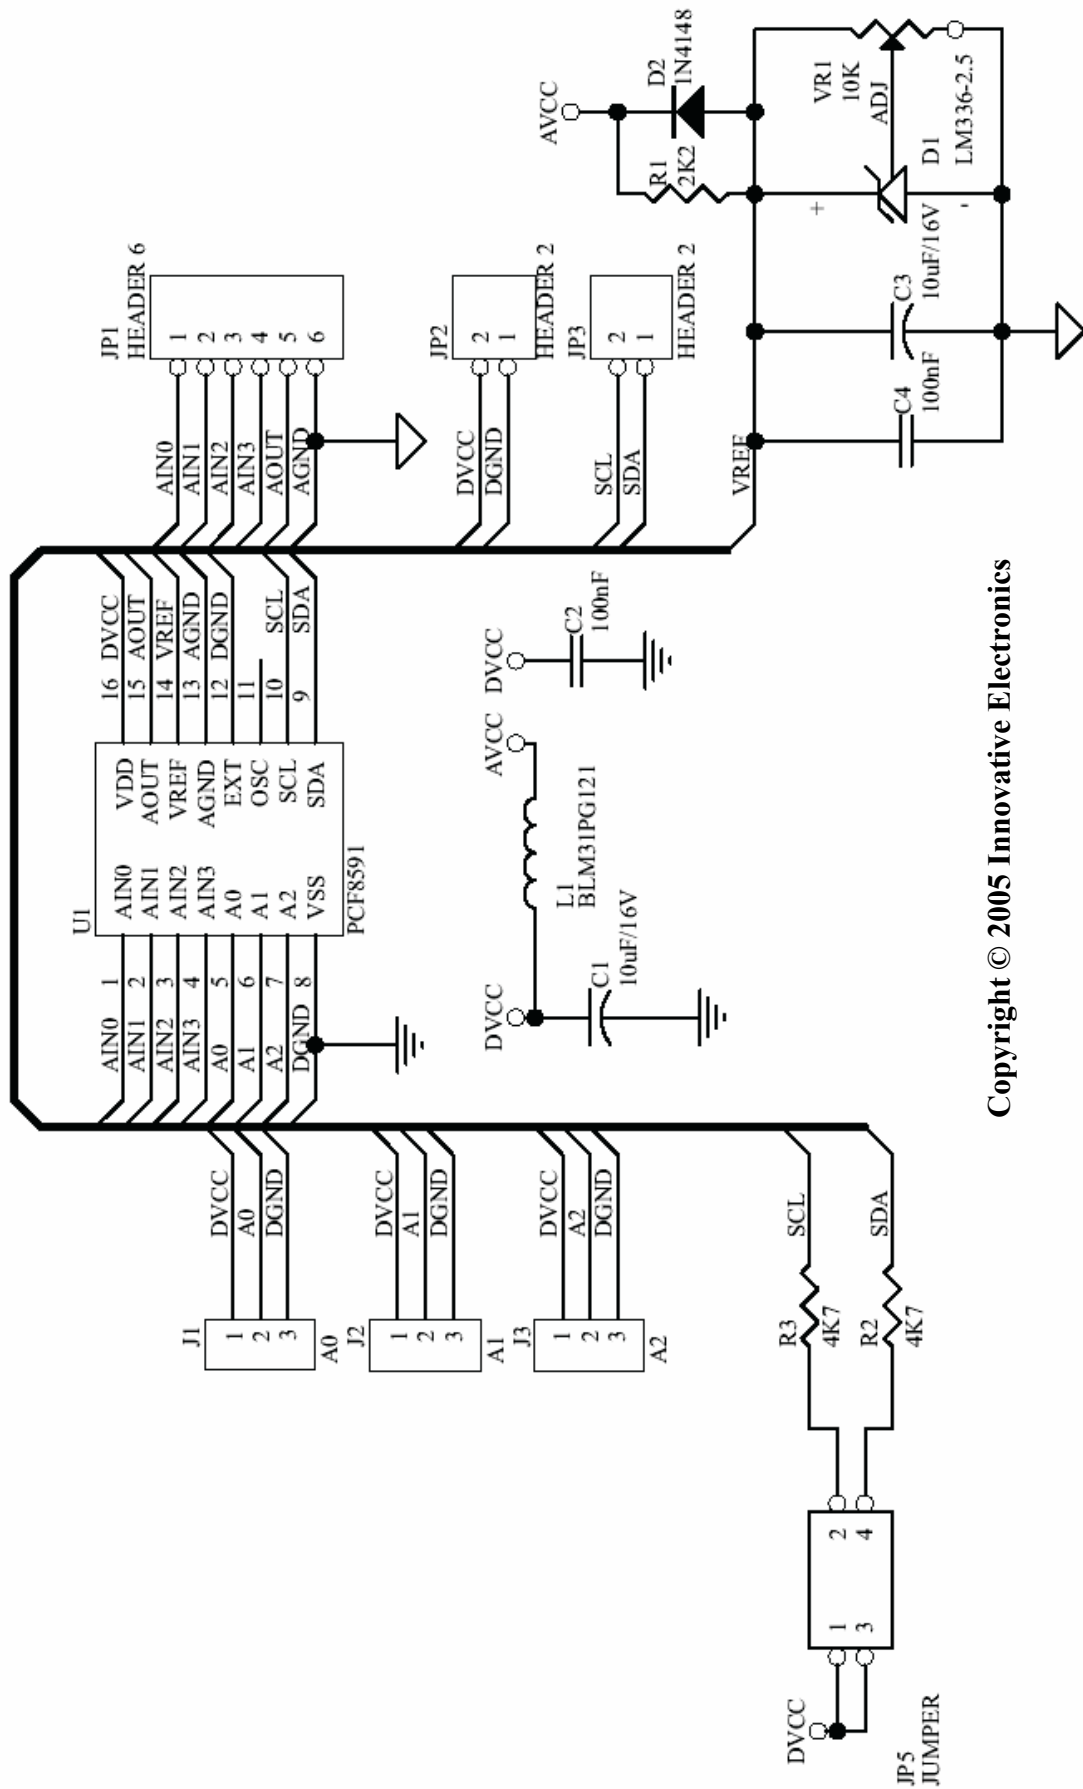 J1
1
2
3
A0
DVCC
A0
DGND
J2
1
2
3
A1
DVCC
A1
DGND
J3
1
2
3
A2
DVCC
A2
DGND
JP5
JUMPER
DVCC
1
3
2
4
R3
4K7
R2
4K7
SCL
SDA
U1
PCF8591
AIN0 1 AIN0
AIN1 2 AIN1
AIN2 3 AIN2
AIN3 4 AIN3
A0 5 A0
A1 6 A1
A2 7 A2
DGND 8 VSS
VDD 16 DVCC
AOUT 15 AOUT
VREF 14 VREF
AGND 13 AGND
EXT 12 DGND
OSC 11
SCL 10 SCL
SDA 9 SDA
DVCC
C1
10uF/16V
L1
BLM31PG121
AVCC
DVCC
C2
100nF
JP1
HEADER 6
AIN0 1
AIN1 2
AIN2 3
AIN3 4
AOUT 5
AGND 6
JP2
DVCC 2
DGND 1
HEADER 2
JP3
SCL 2
SDA 1
HEADER 2
VREF
C4
100nF
C3
10uF/16V
AVCC
R1
2K2
D2
1N4148
+
-
D1
LM336-2.5
VR1
10K
ADJ
Copyright © 2005 Innovative Electronics